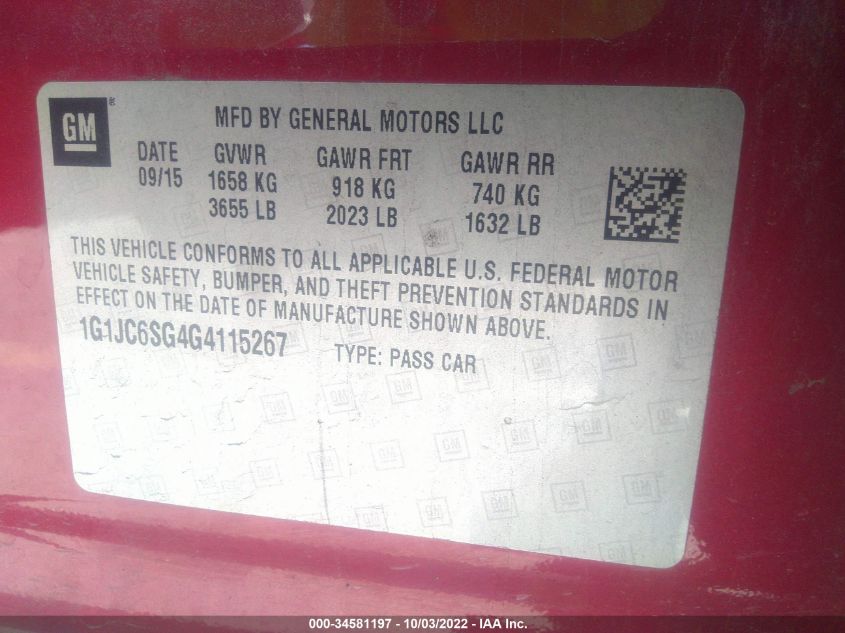 GM ®
MFD BY GENERAL MOTORS LLC
DATE GVWR GAWR FRT GAWR RR
09/15 1658 KG 918 KG 740 KG
3655 LB 2023 LB 1632 LB
THIS VEHICLE CONFORMS TO ALL APPLICABLE U.S. FEDERAL MOTOR
VEHICLE SAFETY, BUMPER, AND THEFT PREVENTION STANDARDS IN
EFFECT ON THE DATE OF MANUFACTURE SHOWN ABOVE.
1G1JC6SG4G4115267 TYPE: PASS CAR
000-34581197 - 10/03/2022 - IAA Inc.